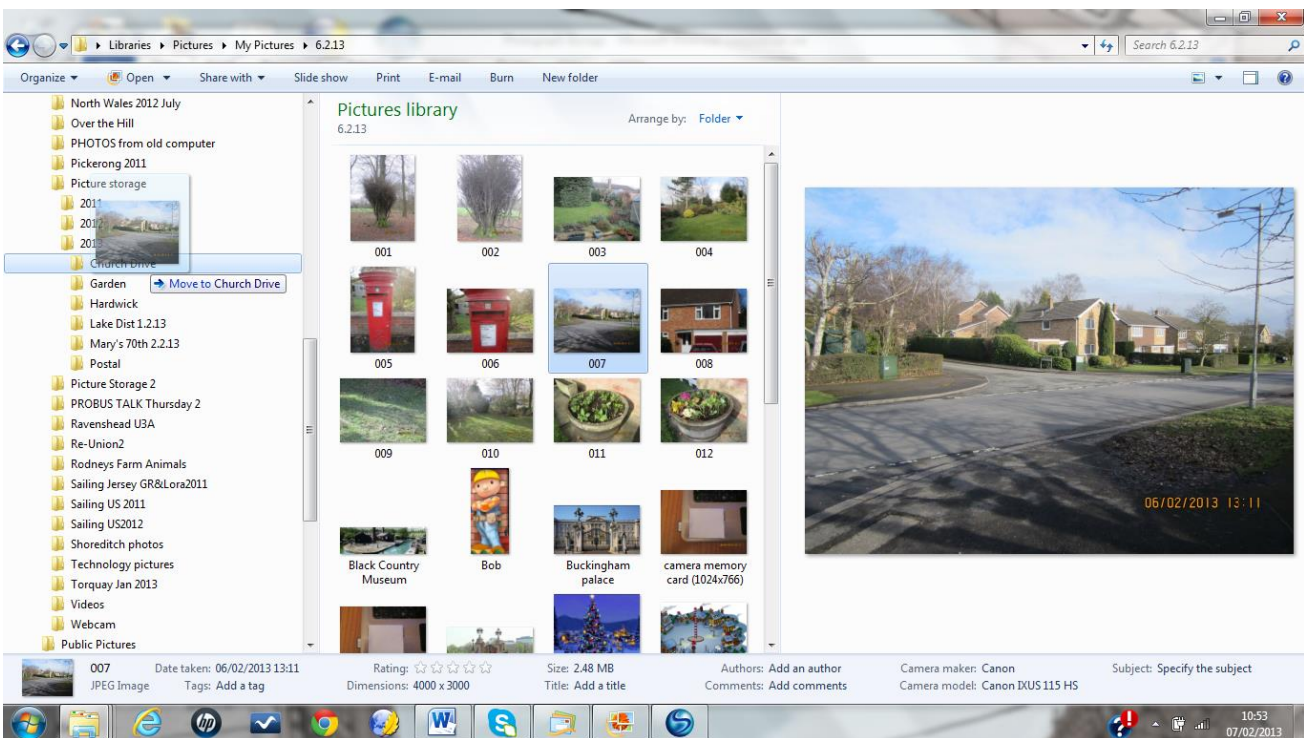 Libraries ▸ Pictures ▸ My Pictures ▸ 6.2.13
Search 6.2.13
Organize Open Share with Slide show Print E-mail Burn New folder
North Wales 2012 July
Over the Hill
PHOTOS from old computer
Pickerong 2011
Picture storage
2011
2012
2013
Church Drive
Garden
Move to Church Drive
Hardwick
Lake Dist 1.2.13
Mary's 70th 2.2.13
Postal
Picture Storage 2
PROBUS TALK Thursday 2
Ravenshead U3A
Re-Union2
Rodneys Farm Animals
Sailing Jersey GR&Lora2011
Sailing US 2011
Sailing US2012
Shoreditch photos
Technology pictures
Torquay Jan 2013
Videos
Webcam
Public Pictures
Pictures library
6.2.13
Arrange by: Folder
001 002 003 004
005 006 007 008
009 010 011 012
Black Country Bob Buckingham camera memory
Museum palace card (1024x766)
06/02/2013 13:11
007 Date taken: 06/02/2013 13:11 Rating: Size: 2.48 MB Authors: Add an author Camera maker: Canon Subject: Specify the subject
JPEG Image Tags: Add a tag Dimensions: 4000 x 3000 Title: Add a title Comments: Add comments Camera model: Canon IXUS 115 HS
hp
W
S
10:53
07/02/2013